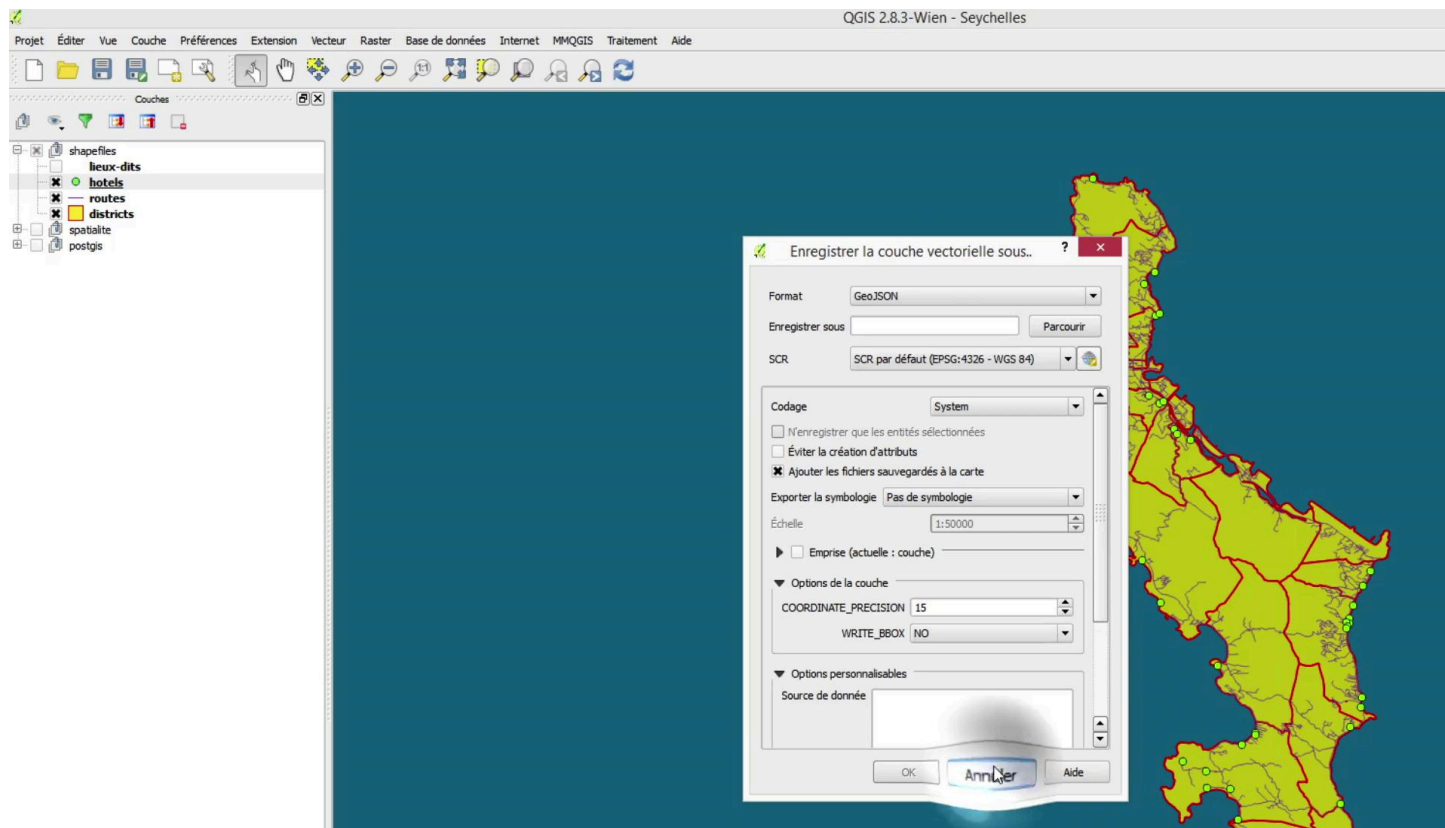 QGIS 2.8.3-Wien - Seychelles
Projet Éditer Vue Couche Préférences Extension Vecteur Raster Base de données Internet MMQGIS Traitement Aide
Couches
shapefiles
lieux-dits
hotels
routes
districts
spatialite
postgis
Enregistrer la couche vectorielle sous..
Format GeoJSON
Enregistrer sous Parcourir
SCR SCR par défaut (EPSG:4326 - WGS 84)
Codage System
N'enregistrer que les entités sélectionnées
Éviter la création d'attributs
Ajouter les fichiers sauvegardés à la carte
Exporter la symbologie Pas de symbologie
Échelle 1:50000
Emprise (actuelle : couche)
Options de la couche
COORDINATE_PRECISION 15
WRITE_BBOX NO
Options personnalisables
Source de donnée
OK Annuler Aide